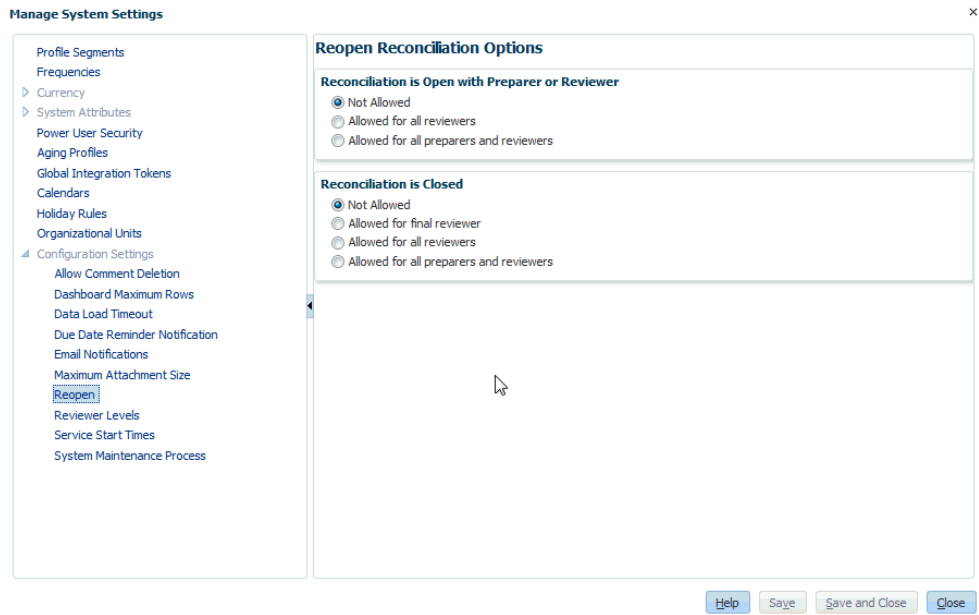 Manage System Settings
Profile Segments
Frequencies
Currency
System Attributes
Power User Security
Aging Profiles
Global Integration Tokens
Calendars
Holiday Rules
Organizational Units
Configuration Settings
Allow Comment Deletion
Dashboard Maximum Rows
Data Load Timeout
Due Date Reminder Notification
Email Notifications
Maximum Attachment Size
Reopen
Reviewer Levels
Service Start Times
System Maintenance Process
Reopen Reconciliation Options
Reconciliation is Open with Preparer or Reviewer
Not Allowed
Allowed for all reviewers
Allowed for all preparers and reviewers
Reconciliation is Closed
Not Allowed
Allowed for final reviewer
Allowed for all reviewers
Allowed for all preparers and reviewers
Help Save Save and Close Close